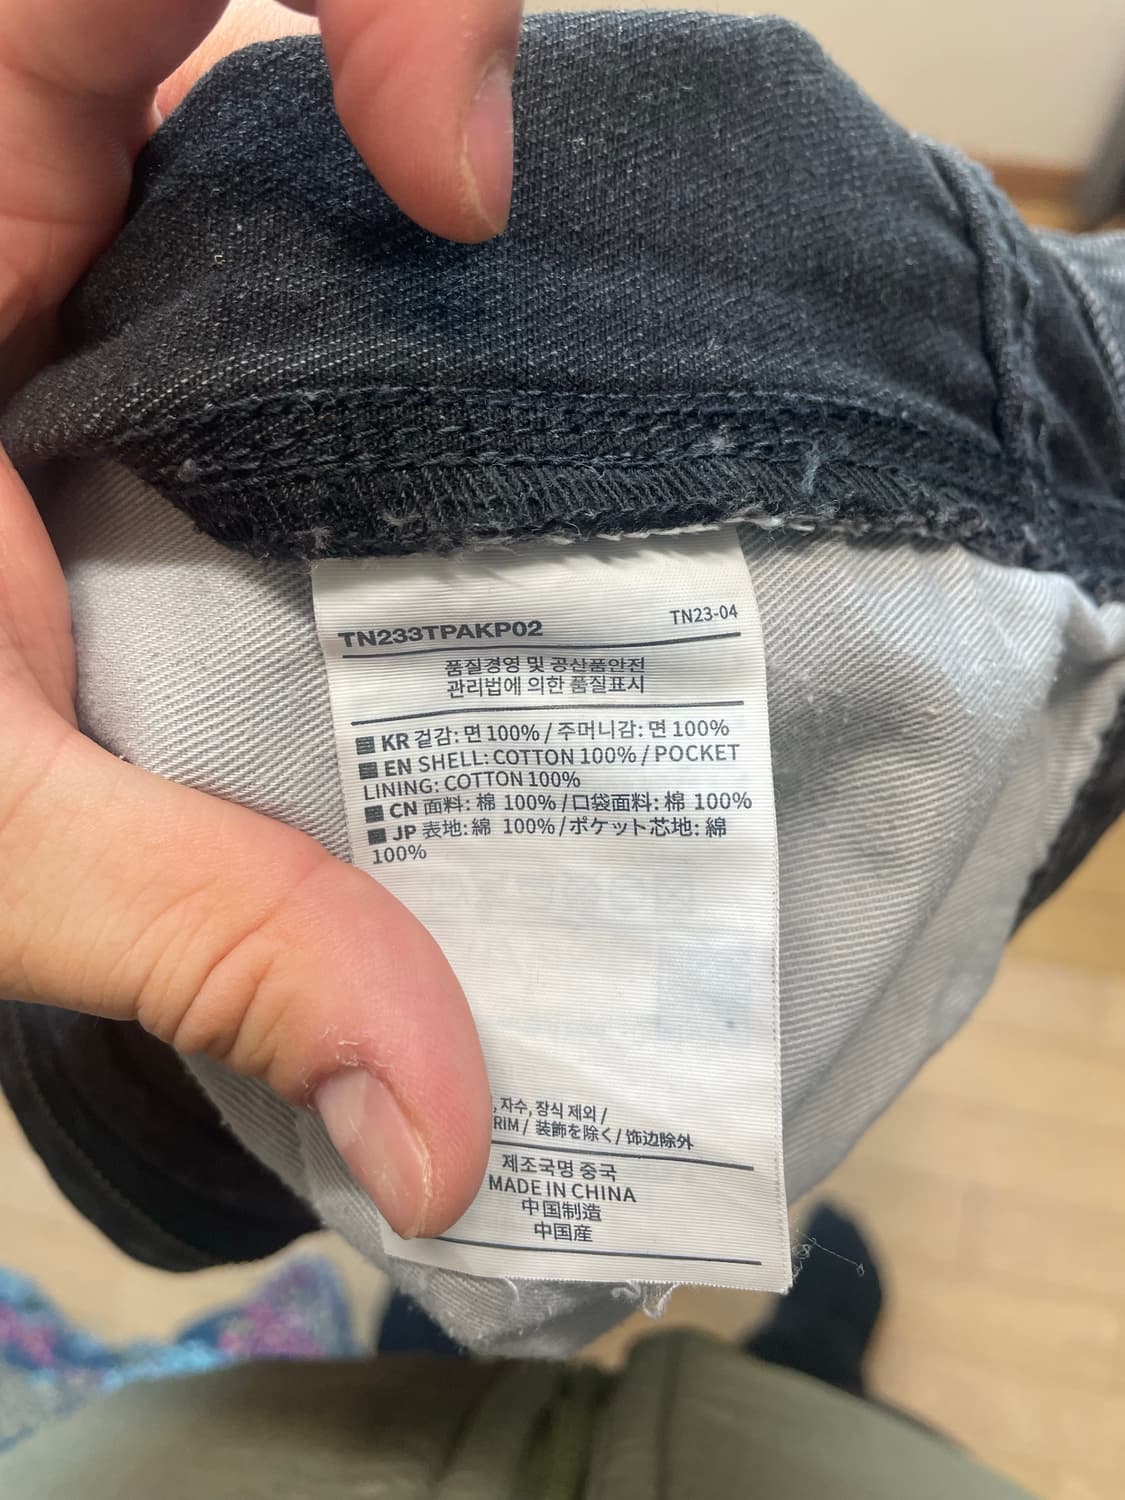 TN23-04
TN233TPAKP02
품질경영 및 공산품안전
관리법에 의한 품질표시
KR 겉감: 면 100% / 주머니감: 면 100%
EN SHELL: COTTON 100% / POCKET
LINING: COTTON 100%
CN 面料: 棉 100% / 口袋面料: 棉 100%
JP 表地: 綿 100% / ポケット芯地: 綿
100%
, 자수, 장식 제외 /
RIM / 装飾を除く / 饰边除外
제조국명 중국
MADE IN CHINA
中国制造
中国産